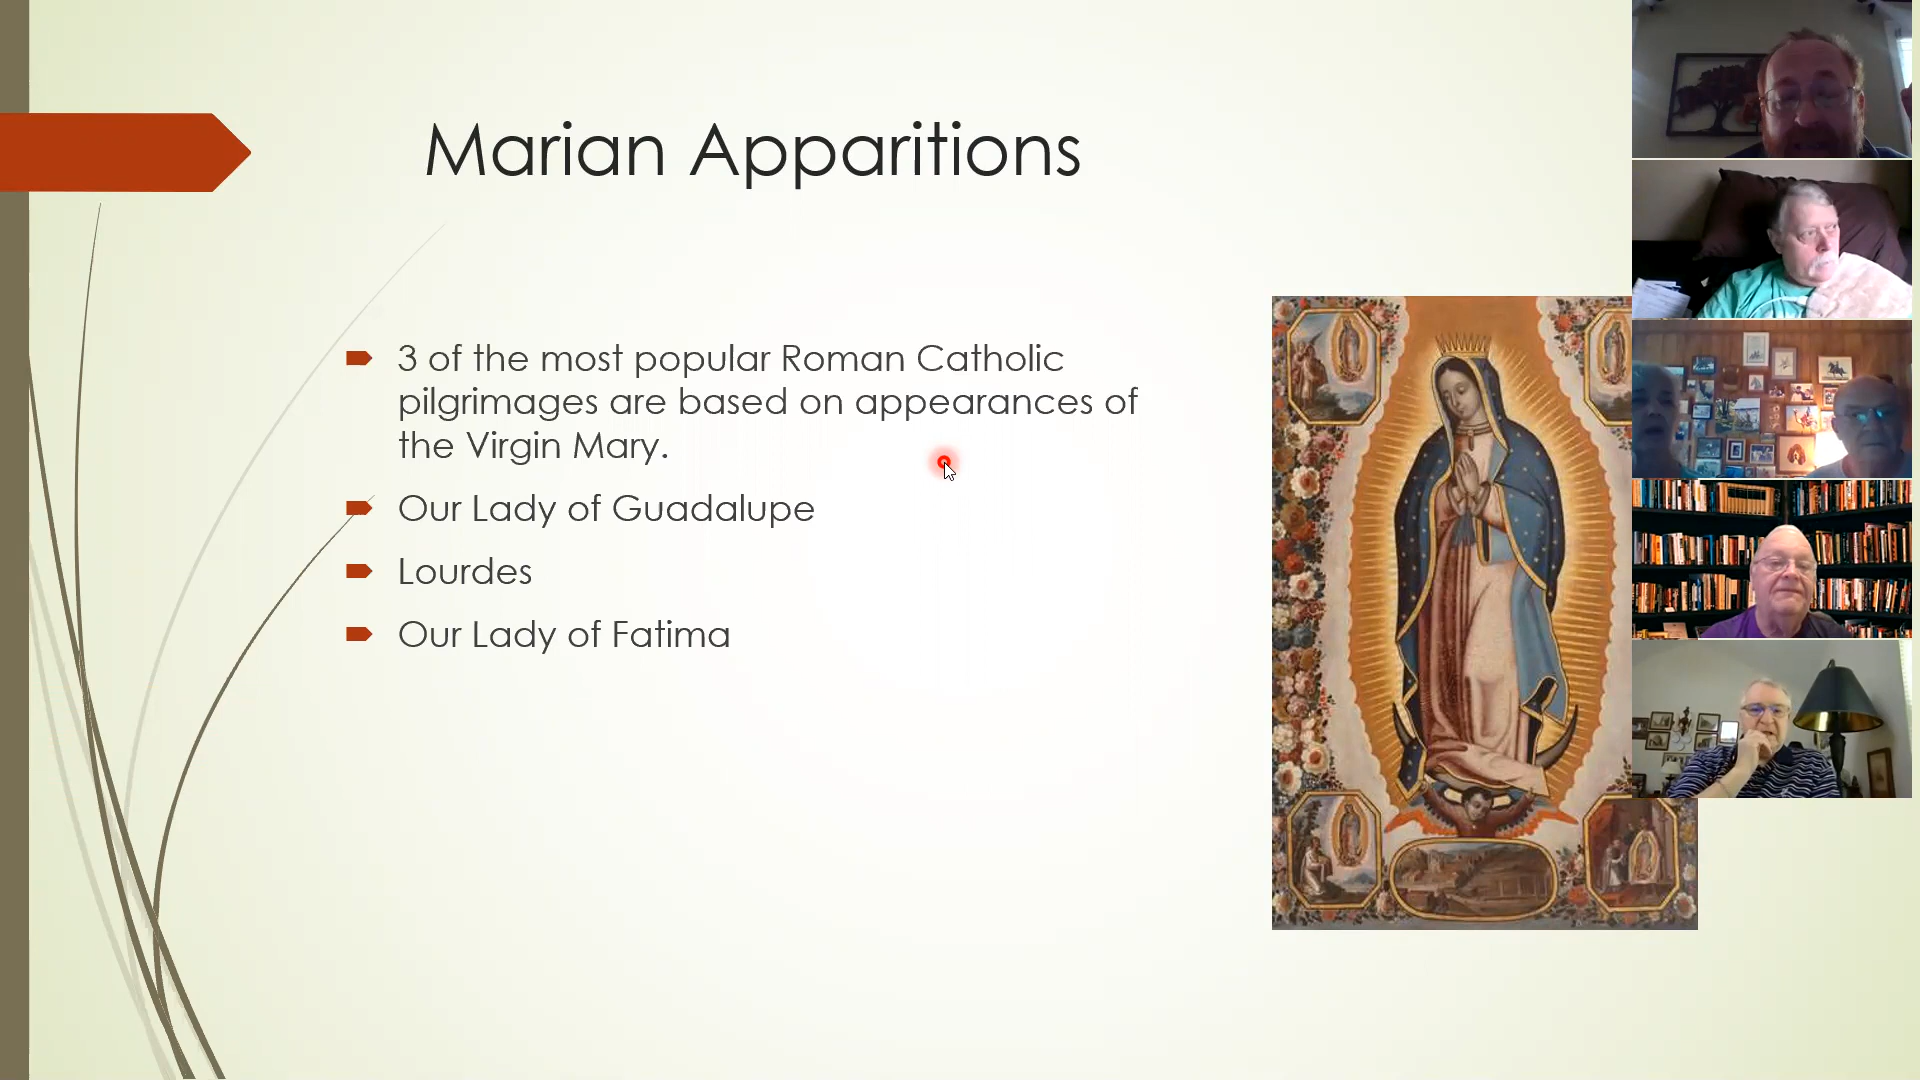 Marian Apparitions
3 of the most popular Roman Catholic
pilgrimages are based on appearances of
the Virgin Mary.
Our Lady of Guadalupe
Lourdes
Our Lady of Fatima